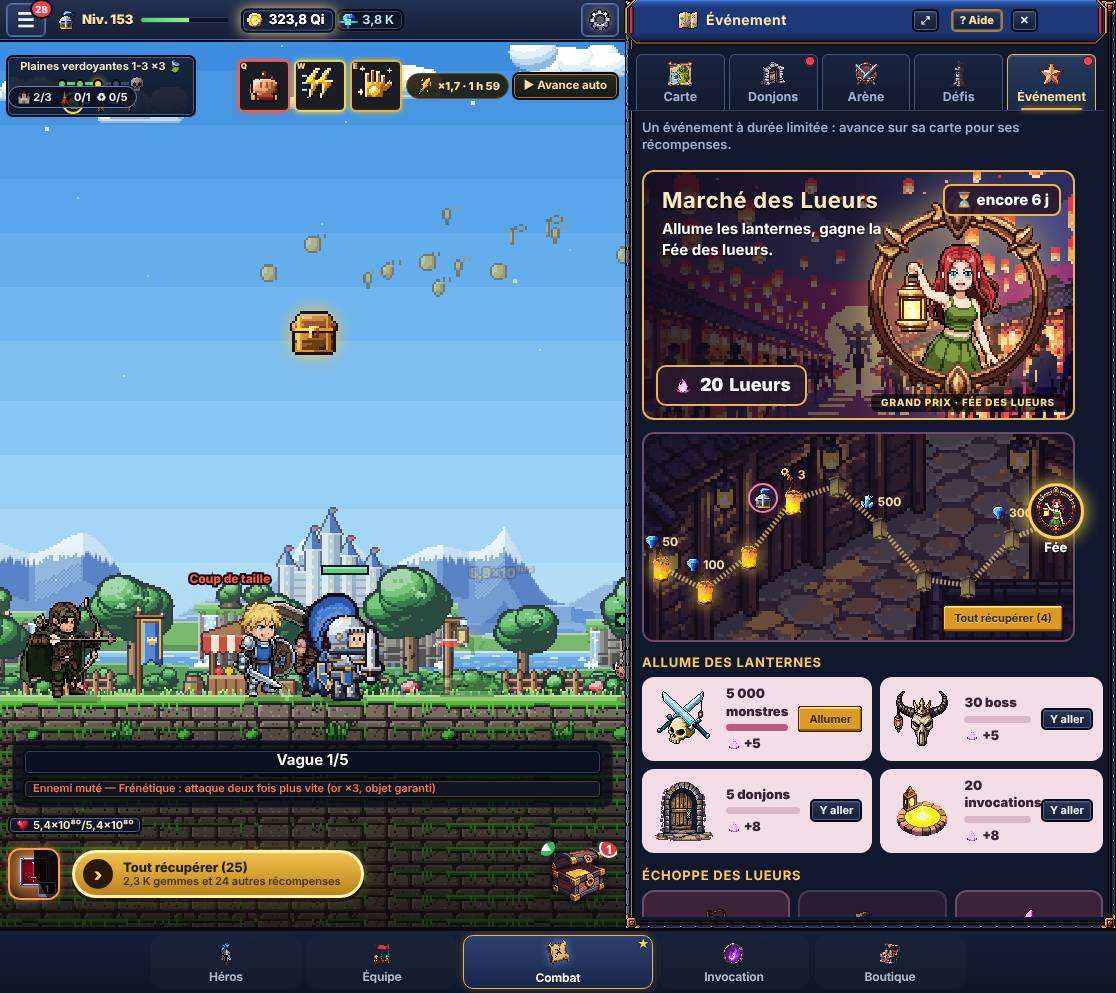 28
Niv. 153
323,8 Qi
3,8 K
Plaines verdoyantes 1-3 ×3
2/3
0/1
0/5
Q
W
E
×1,7 · 1 h 59
▶ Avance auto
Coup de taille
Vague 1/5
Ennemi muté — Frénétique : attaque deux fois plus vite (or ×3, objet garanti)
5,4×10⁸⁰/5,4×10⁸⁰
Tout récupérer (25)
2,3 K gemmes et 24 autres récompenses
1
Événement
? Aide
Carte
Donjons
Arène
Défis
Événement
Un événement à durée limitée : avance sur sa carte pour ses
récompenses.
Marché des Lueurs
encore 6 j
Allume les lanternes, gagne la
Fée des lueurs.
20 Lueurs
GRAND PRIX · FÉE DES LUEURS
3
500
300
50
100
Fée
Tout récupérer (4)
ALLUME DES LANTERNES
5 000
monstres
+5
Allumer
30 boss
+5
Y aller
5 donjons
+8
Y aller
20
invocations
+8
Y aller
ÉCHOPPE DES LUEURS
Héros
Équipe
Combat
Invocation
Boutique